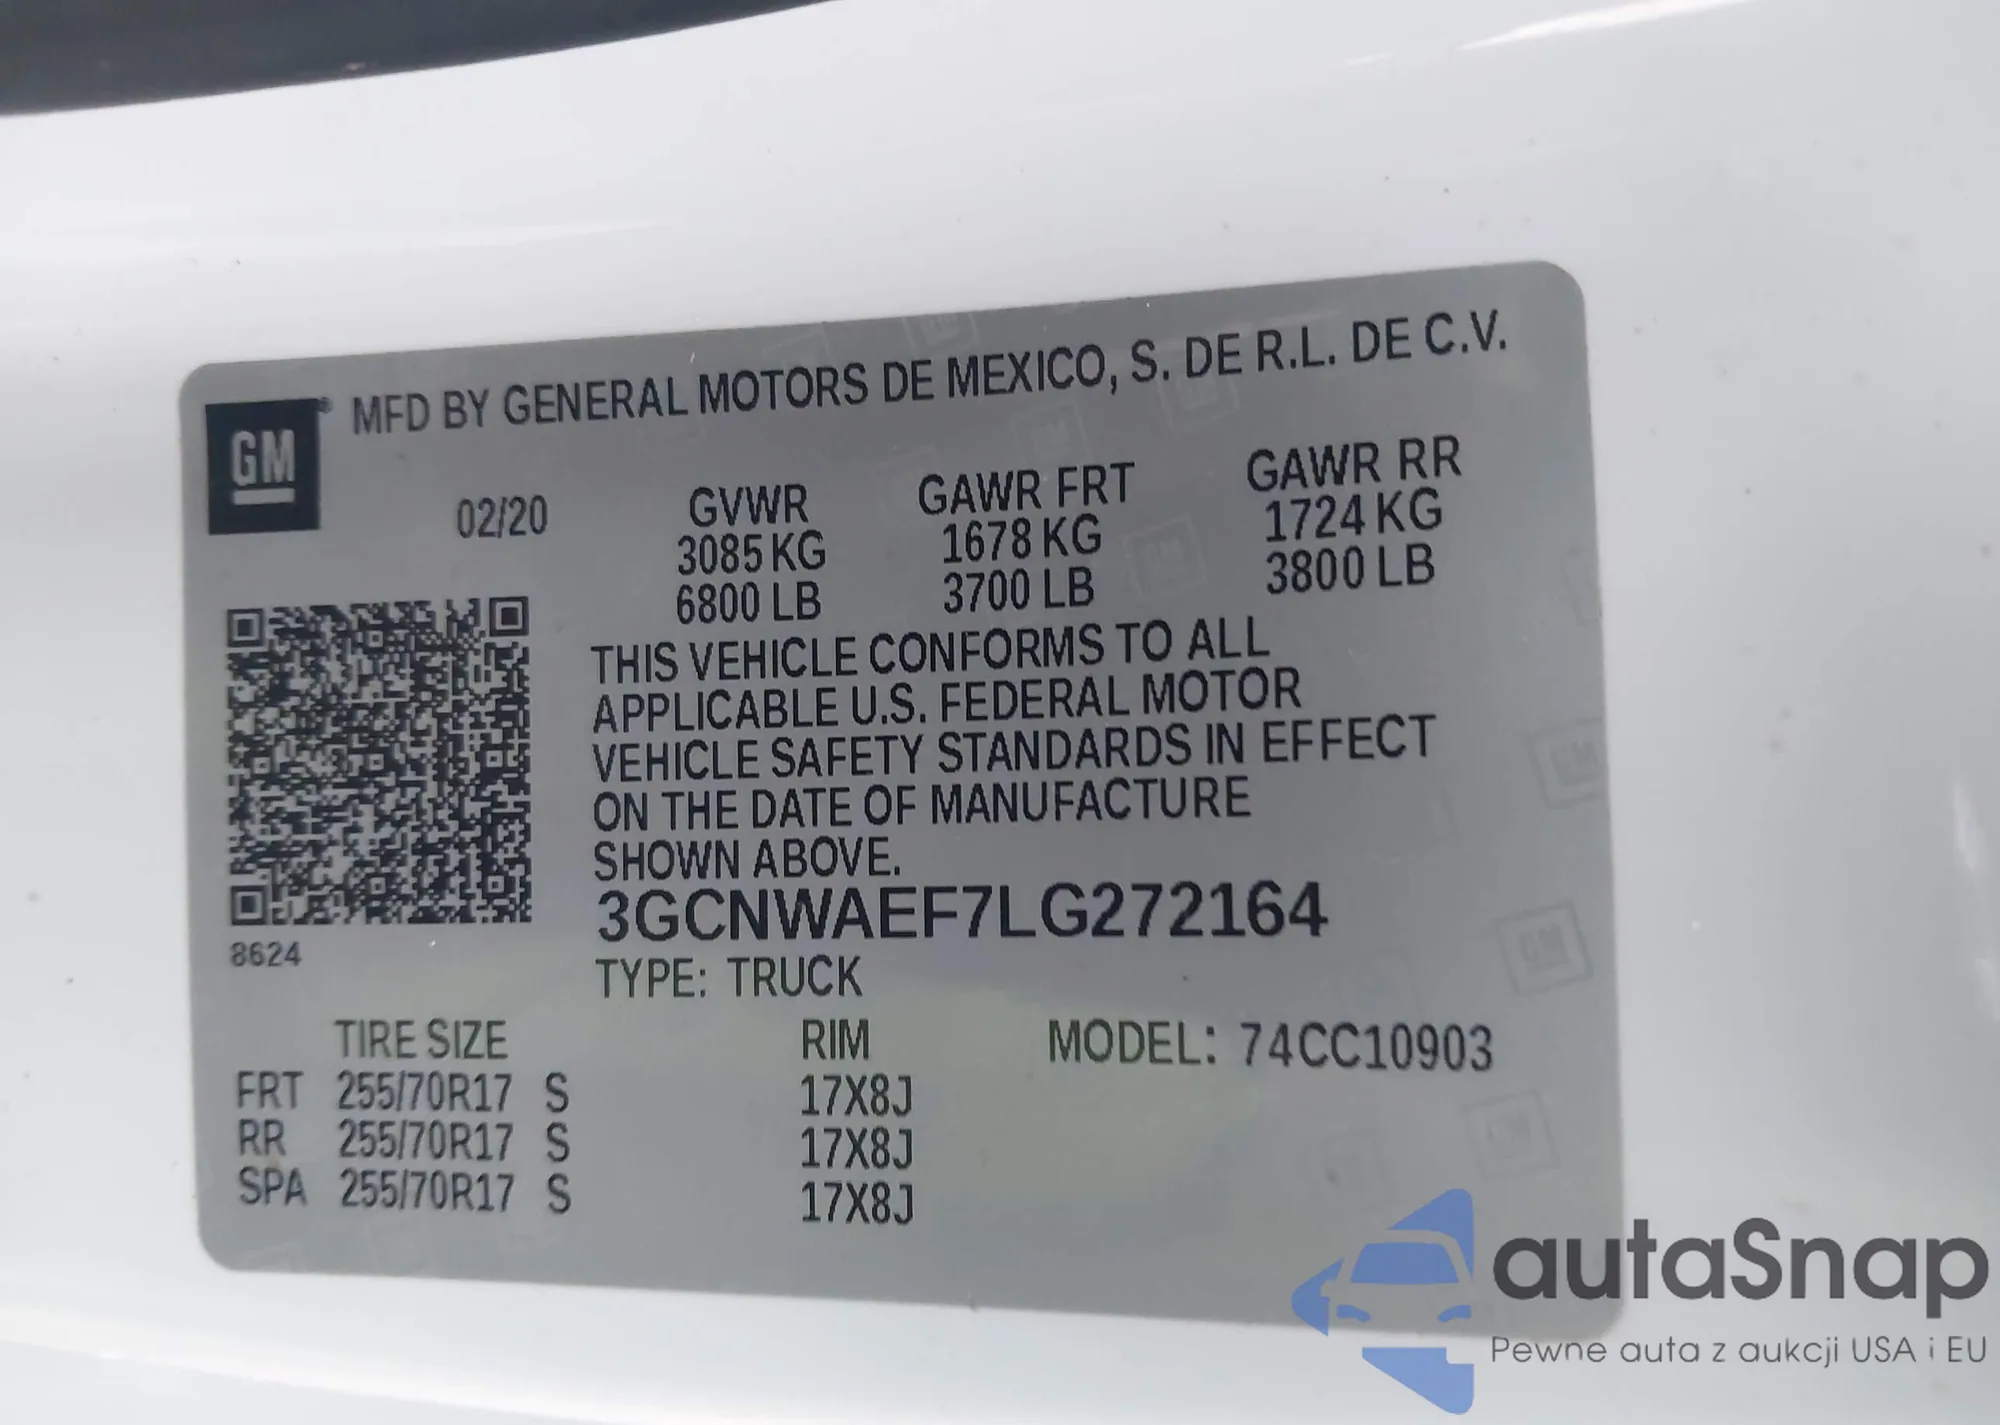 GM ® MFD BY GENERAL MOTORS DE MEXICO, S. DE R.L. DE C.V.
02/20 GVWR GAWR FRT GAWR RR
3085 KG 1678 KG 1724 KG
6800 LB 3700 LB 3800 LB
THIS VEHICLE CONFORMS TO ALL
APPLICABLE U.S. FEDERAL MOTOR
VEHICLE SAFETY STANDARDS IN EFFECT
ON THE DATE OF MANUFACTURE
SHOWN ABOVE.
3GCNWAEF7LG272164
8624
TYPE: TRUCK
TIRE SIZE RIM MODEL: 74CC10903
FRT 255/70R17 S 17X8J
RR 255/70R17 S 17X8J
SPA 255/70R17 S 17X8J
autaSnap
Pewne auta z aukcji USA i EU